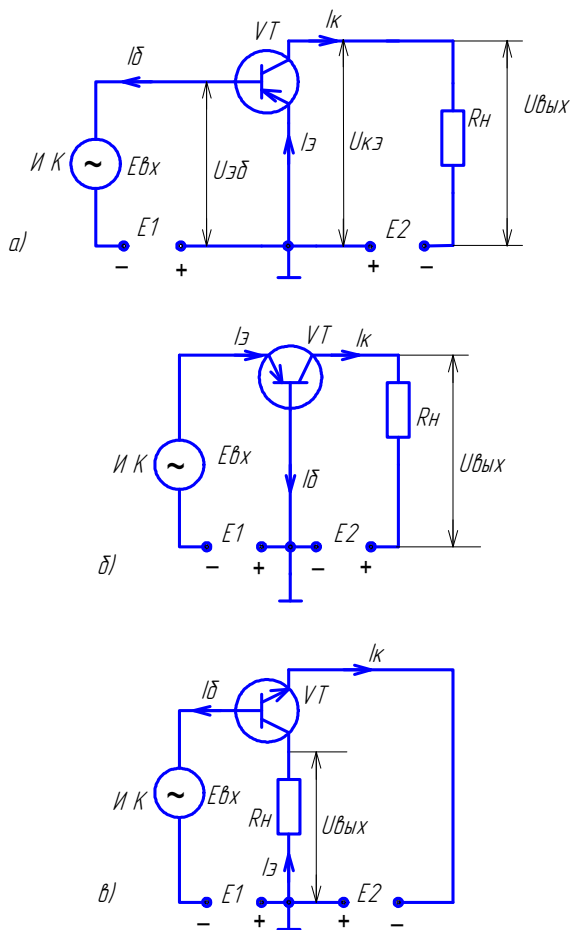 VT
Iк
Iб
И К
Eвх
Uэб
Iэ
Uкэ
Rн
Uвых
а)
E1
E2
− + + −
Iэ
VT
Iк
И К
Eвх
Iб
Rн
Uвых
б)
E1
E2
− + − +
Iк
Iб
VT
И К
Eвх
Rн
Uвых
Iэ
в)
E1
E2
− + + −